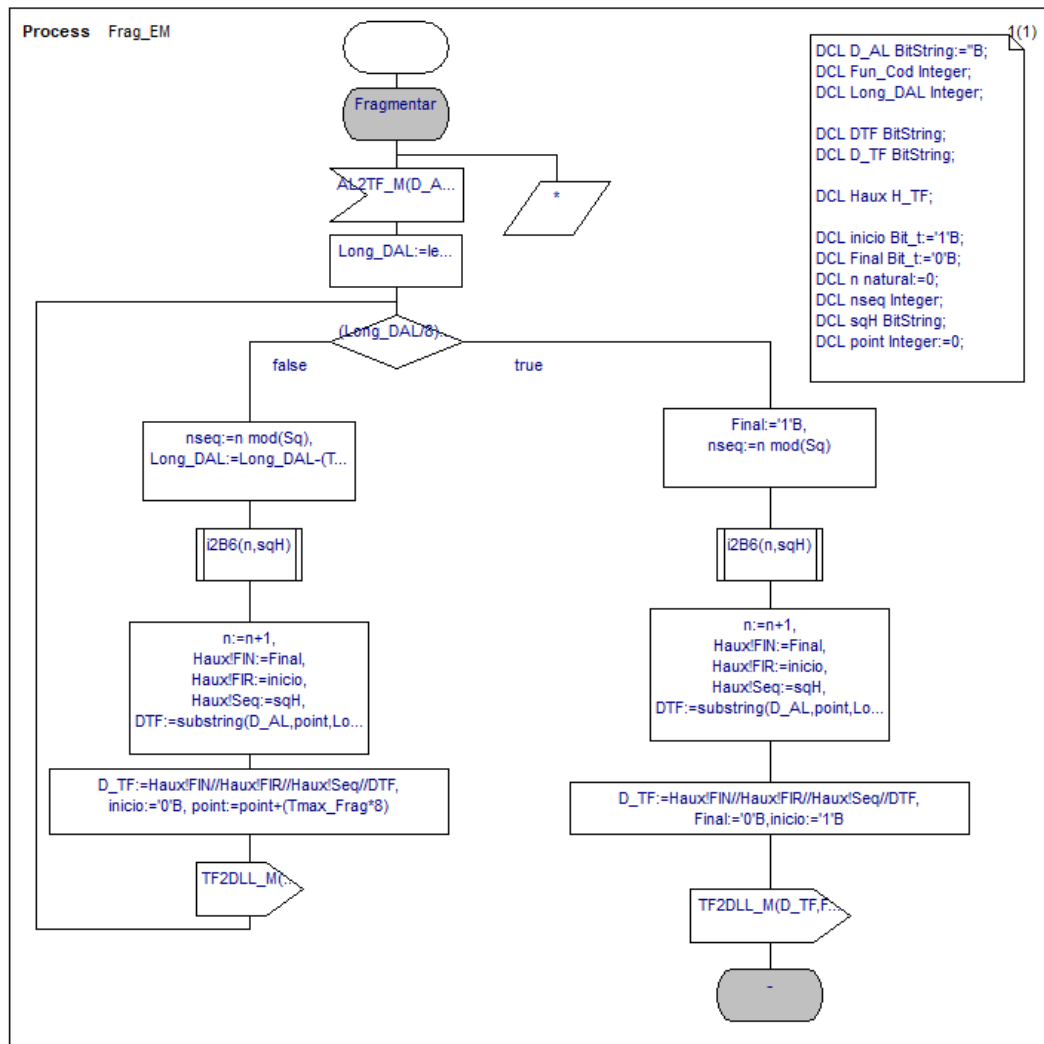 Process Frag_EM
1(1)
DCL D_AL BitString:=''B;
DCL Fun_Cod Integer;
DCL Long_DAL Integer;
DCL DTF BitString;
DCL D_TF BitString;
DCL Haux H_TF;
DCL inicio Bit_t:='1'B;
DCL Final Bit_t:='0'B;
DCL n natural:=0;
DCL nseq Integer;
DCL sqH BitString;
DCL point Integer:=0;
Fragmentar
AL2TF_M(D_A...
*
Long_DAL:=le...
(Long_DAL/8)...
false
true
nseq:=n mod(Sq),
Long_DAL:=Long_DAL-(T...
i2B6(n,sqH)
n:=n+1,
Haux!FIN:=Final,
Haux!FIR:=inicio,
Haux!Seq:=sqH,
DTF:=substring(D_AL,point,Lo...
D_TF:=Haux!FIN//Haux!FIR//Haux!Seq//DTF,
inicio:='0'B, point:=point+(Tmax_Frag*8)
TF2DLL_M(...
Final:='1'B,
nseq:=n mod(Sq)
i2B6(n,sqH)
n:=n+1,
Haux!FIN:=Final,
Haux!FIR:=inicio,
Haux!Seq:=sqH,
DTF:=substring(D_AL,point,Lo...
D_TF:=Haux!FIN//Haux!FIR//Haux!Seq//DTF,
Final:='0'B,inicio:='1'B
TF2DLL_M(D_TF,F...
-